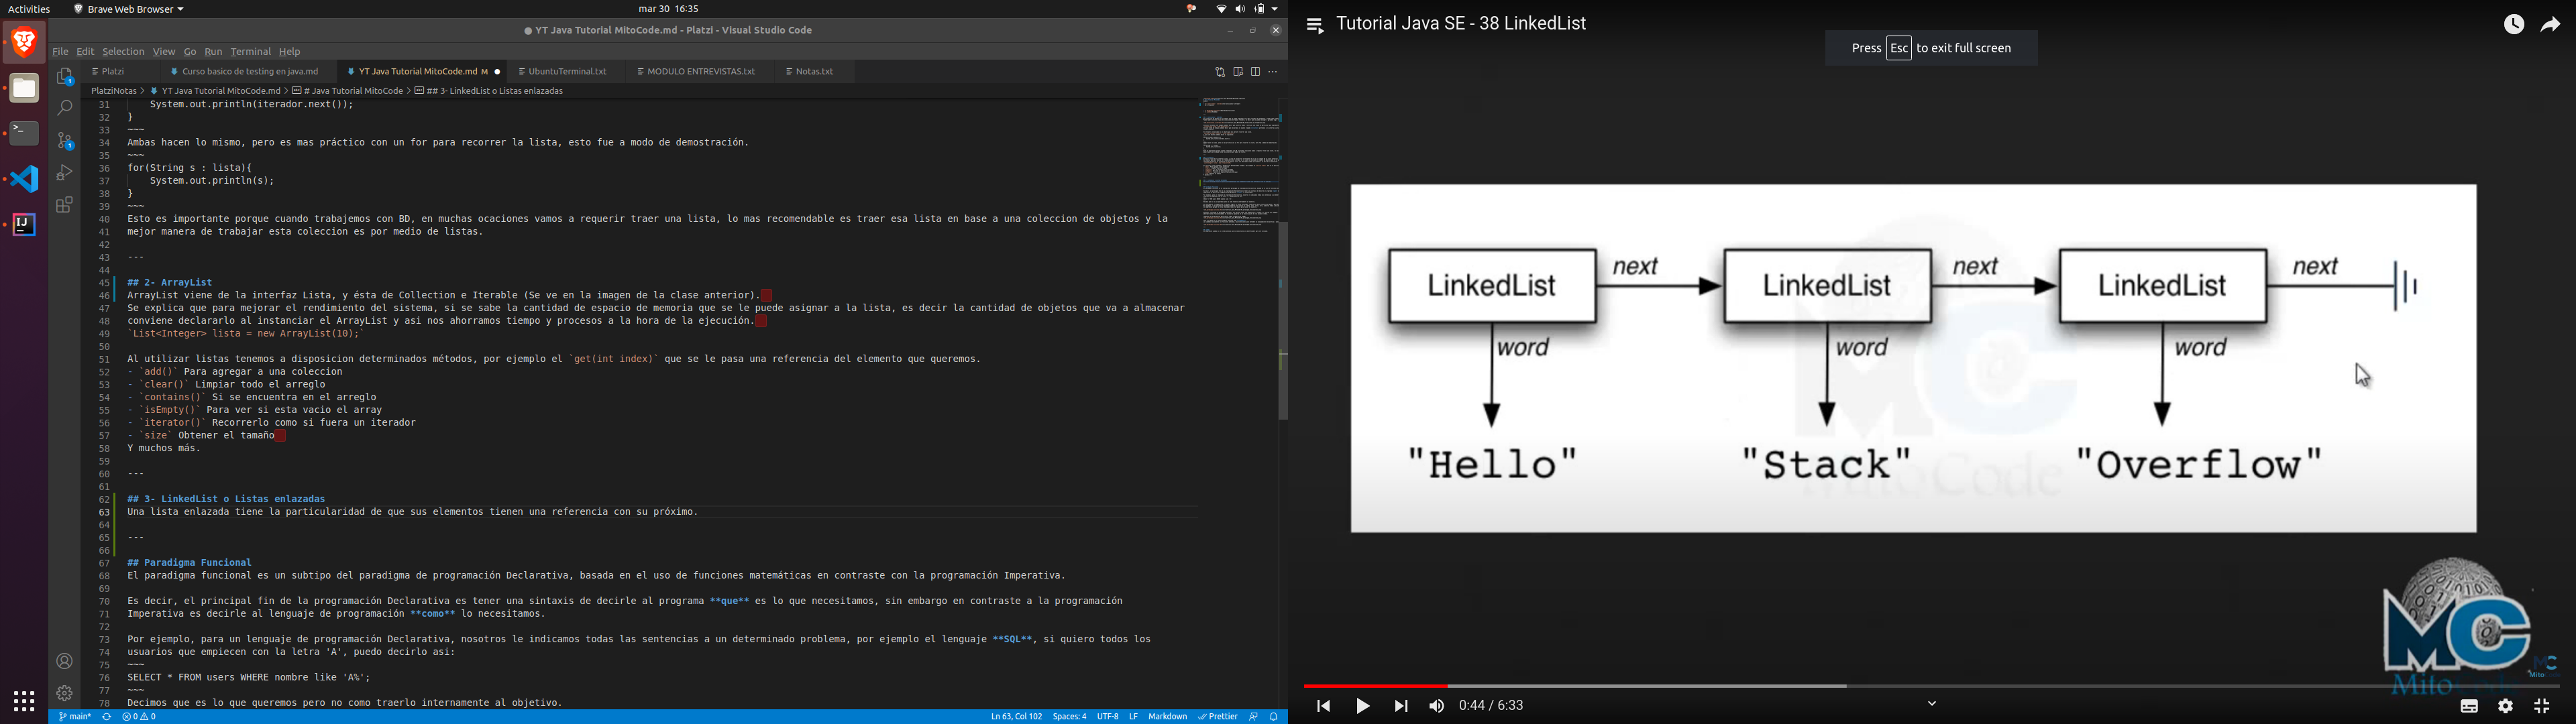 Activities
Brave Web Browser
mar 30 16:35
YT Java Tutorial MitoCode.md - Platzi - Visual Studio Code
File Edit Selection View Go Run Terminal Help
Platzi
Curso basico de testing en java.md
YT Java Tutorial MitoCode.md M
UbuntuTerminal.txt
MODULO ENTREVISTAS.txt
Notas.txt
PlatziNotas > YT Java Tutorial MitoCode.md > # Java Tutorial MitoCode > ## 3- LinkedList o Listas enlazadas
31 System.out.println(iterador.next());
32 }
33 ~~~
34 Ambas hacen lo mismo, pero es mas práctico con un for para recorrer la lista, esto fue a modo de demostración.
35 ~~~
36 for(String s : lista){
37 System.out.println(s);
38 }
39 ~~~
40 Esto es importante porque cuando trabajemos con BD, en muchas ocaciones vamos a requerir traer una lista, lo mas recomendable es traer esa lista en base a una coleccion de objetos y la
41 mejor manera de trabajar esta coleccion es por medio de listas.
42
43 ---
44
45 ## 2- ArrayList
46 ArrayList viene de la interfaz Lista, y ésta de Collection e Iterable (Se ve en la imagen de la clase anterior).
47 Se explica que para mejorar el rendimiento del sistema, si se sabe la cantidad de espacio de memoria que se le puede asignar a la lista, es decir la cantidad de objetos que va a almacenar
48 conviene declararlo al instanciar el ArrayList y asi nos ahorramos tiempo y procesos a la hora de la ejecución.
49 `List<Integer> lista = new ArrayList(10);`
50
51 Al utilizar listas tenemos a disposicion determinados métodos, por ejemplo el `get(int index)` que se le pasa una referencia del elemento que queremos.
52 - `add()` Para agregar a una coleccion
53 - `clear()` Limpiar todo el arreglo
54 - `contains()` Si se encuentra en el arreglo
55 - `isEmpty()` Para ver si esta vacio el array
56 - `iterator()` Recorrerlo como si fuera un iterador
57 - `size` Obtener el tamaño
58 Y muchos más.
59
60 ---
61
62 ## 3- LinkedList o Listas enlazadas
63 Una lista enlazada tiene la particularidad de que sus elementos tienen una referencia con su próximo.
64
65 ---
66
67 ## Paradigma Funcional
68 El paradigma funcional es un subtipo del paradigma de programación Declarativa, basada en el uso de funciones matemáticas en contraste con la programación Imperativa.
69
70 Es decir, el principal fin de la programación Declarativa es tener una sintaxis de decirle al programa **que** es lo que necesitamos, sin embargo en contraste a la programación
71 Imperativa es decirle al lenguaje de programación **como** lo necesitamos.
72
73 Por ejemplo, para un lenguaje de programación Declarativa, nosotros le indicamos todas las sentencias a un determinado problema, por ejemplo el lenguaje **SQL**, si quiero todos los
74 usuarios que empiecen con la letra 'A', puedo decirlo asi:
75 ~~~
76 SELECT * FROM users WHERE nombre like 'A%';
77 ~~~
78 Decimos que es lo que queremos pero no como traerlo internamente al objetivo.
main* 0 0
Ln 63, Col 102 Spaces: 4 UTF-8 LF Markdown Prettier
Tutorial Java SE - 38 LinkedList
Press Esc to exit full screen
LinkedList next LinkedList next LinkedList next
word word word
"Hello" "Stack" "Overflow"
MC
MitoCode
MC
Mito
0:44 / 6:33